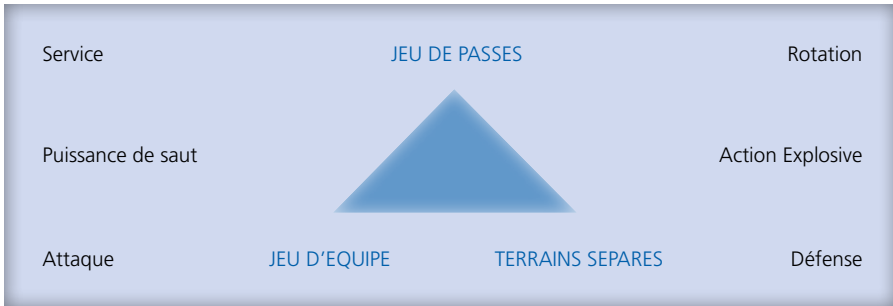 Service JEU DE PASSES Rotation
Puissance de saut Action Explosive
Attaque JEU D'EQUIPE TERRAINS SEPARES Défense